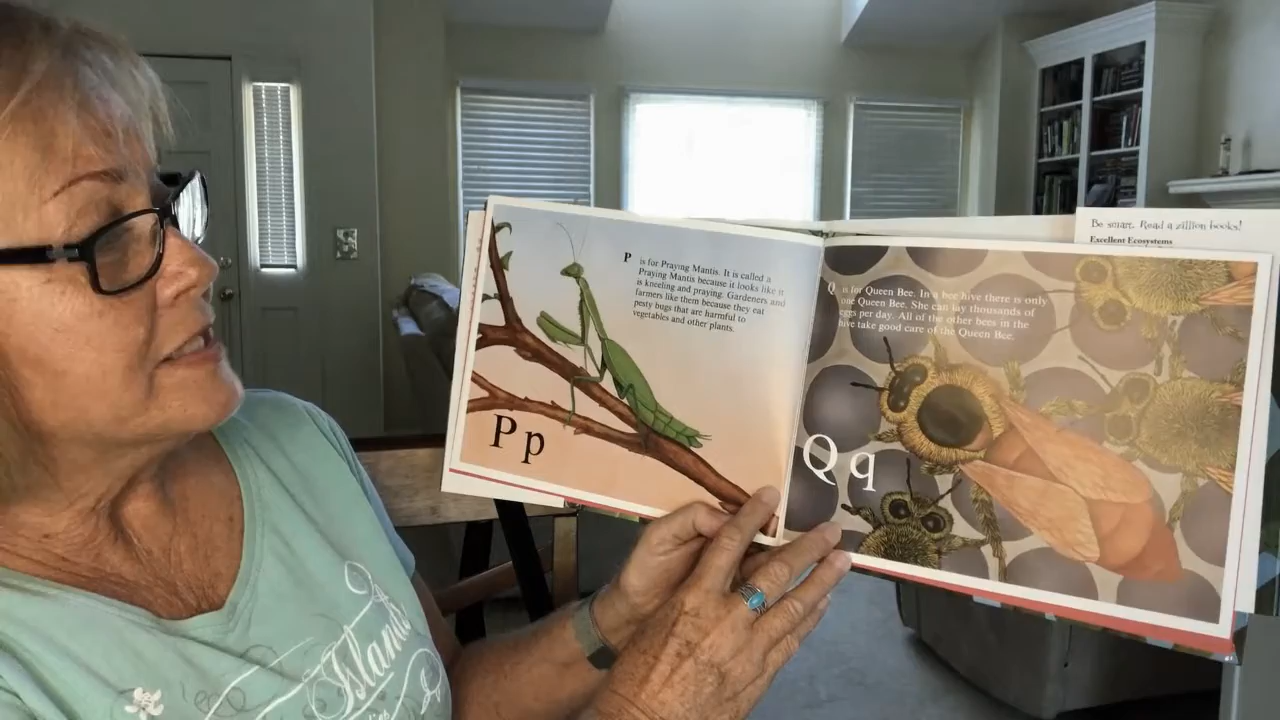 P is for Praying Mantis. It is called a
Praying Mantis because it looks like it
is kneeling and praying. Gardeners and
farmers like them because they eat
pesty bugs that are harmful to
vegetables and other plants.
P p
Q is for Queen Bee. In a bee hive there is only
one Queen Bee. She can lay thousands of
eggs per day. All of the other bees in the
hive take good care of the Queen Bee.
Q q
Be smart. Read a zillion books!
Excellent Ecosystems
Islands